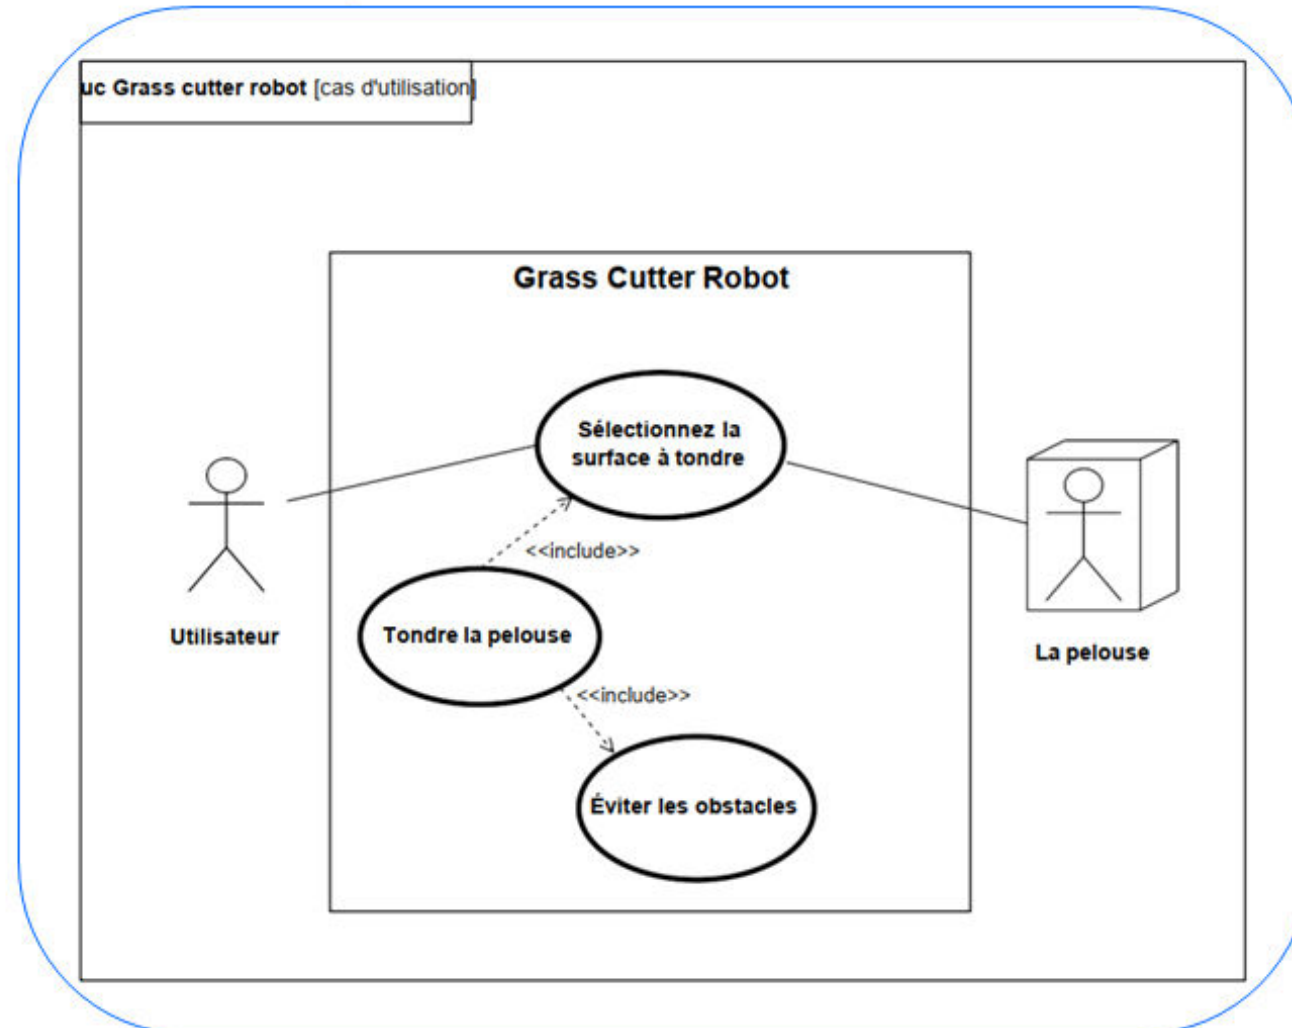 uc Grass cutter robot [cas d'utilisation]
Grass Cutter Robot
Sélectionnez la
surface à tondre
<<include>>
Utilisateur
Tondre la pelouse
La pelouse
<<include>>
Éviter les obstacles